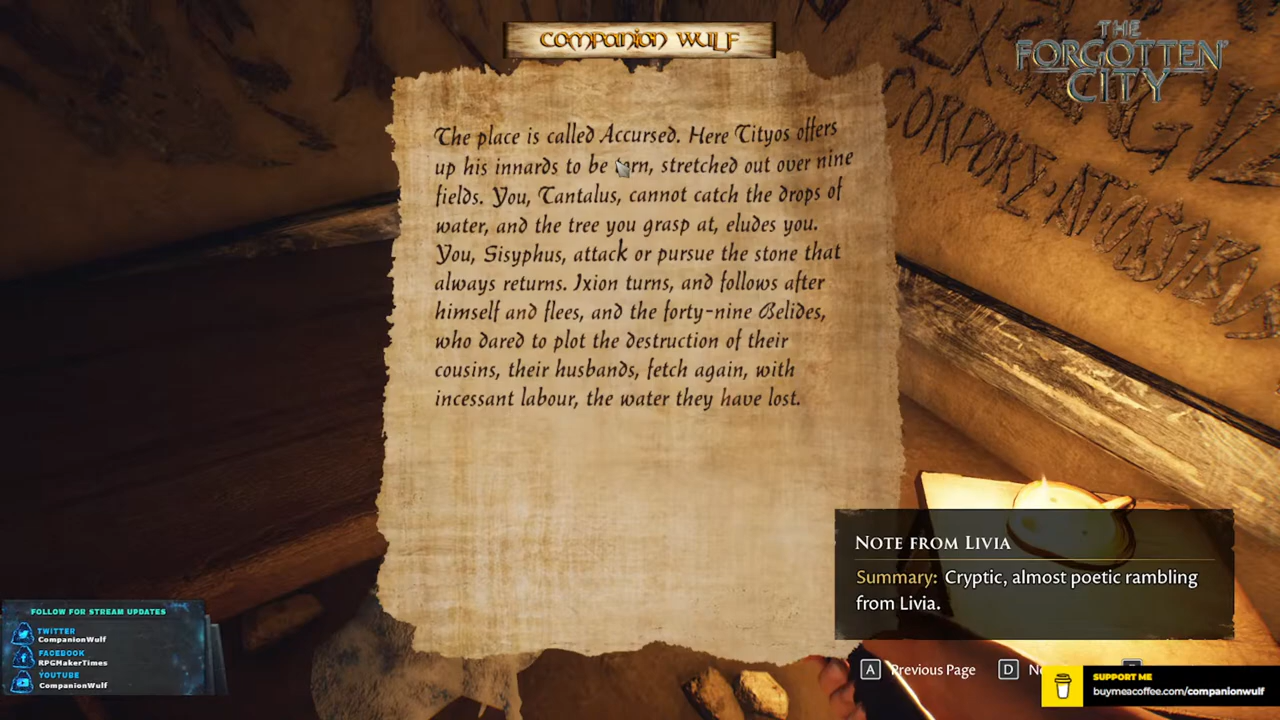 COMPANION WULF
THE
FORGOTTEN
CITY
The place is called Accursed. Here Tityos offers
up his innards to be torn, stretched out over nine
fields. You, Tantalus, cannot catch the drops of
water, and the tree you grasp at, eludes you.
You, Sisyphus, attack or pursue the stone that
always returns. Ixion turns, and follows after
himself and flees, and the forty-nine Belides,
who dared to plot the destruction of their
cousins, their husbands, fetch again, with
incessant labour, the water they have lost.
CORPORE·AT·
NOTE FROM LIVIA
Summary: Cryptic, almost poetic rambling
from Livia.
A Previous Page D
FOLLOW FOR STREAM UPDATES
TWITTER
CompanionWulf
FACEBOOK
RPGMakerTimes
YOUTUBE
CompanionWulf
SUPPORT ME
buymeacoffee.com/companionwulf